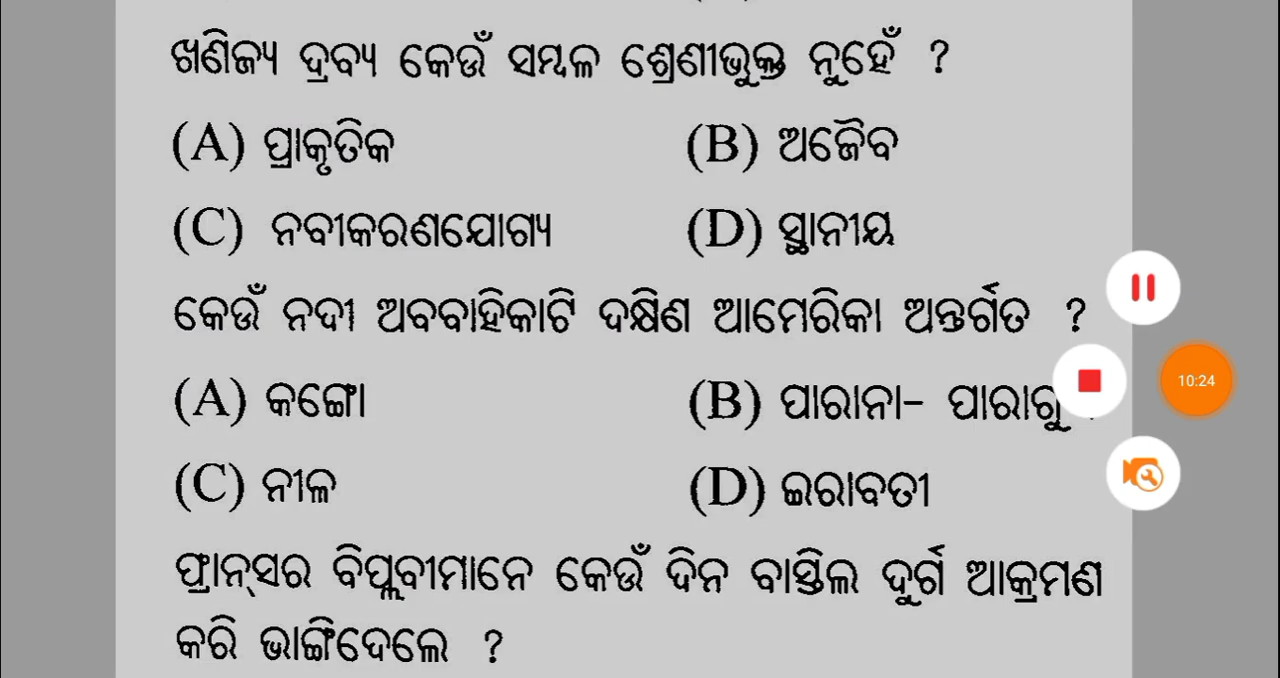 ଖଣିଜ୍ୟ ଦ୍ରବ୍ୟ କେଉଁ ସମ୍ବଳ ଶ୍ରେଣୀଭୁକ୍ତ ନୁହେଁ ?
(A) ପ୍ରାକୃତିକ (B) ଅଜୈବ
(C) ନବୀକରଣଯୋଗ୍ୟ (D) ସ୍ଥାନୀୟ
କେଉଁ ନଦୀ ଅବବାହିକାଟି ଦକ୍ଷିଣ ଆମେରିକା ଅନ୍ତର୍ଗତ ?
(A) କଙ୍ଗୋ (B) ପାରାନା-
(C) ନୀଳ (D) ଇରାବତୀ
ଫ୍ରାନ୍‌ସର ବିପ୍ଲବୀମାନେ କେଉଁ ଦିନ ବାସ୍ତିଲ ଦୁର୍ଗ ଆକ୍ରମଣ
କରି ଭାଙ୍ଗିଦେଲେ ?
10:24